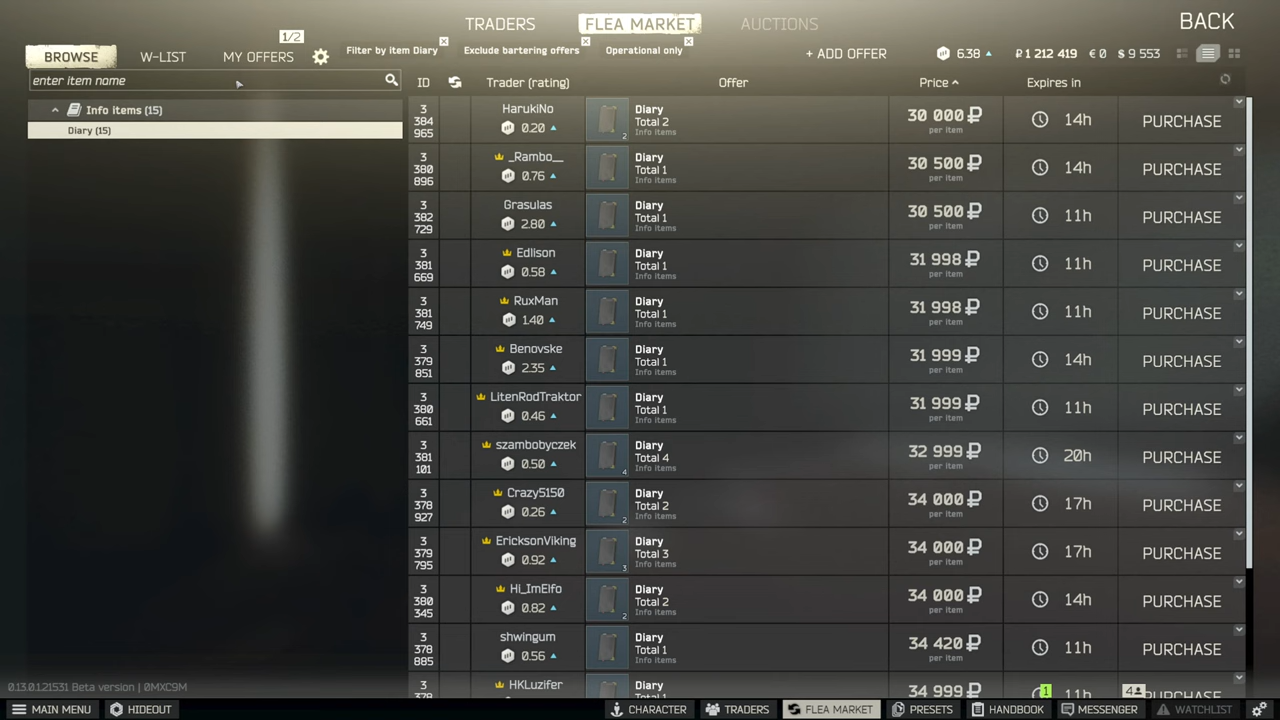 TRADERS FLEA MARKET AUCTIONS BACK
1/2
BROWSE W-LIST MY OFFERS Filter by item Diary Exclude bartering offers Operational only + ADD OFFER 6.38 ₽ 1 212 419 € 0 $ 9 553
enter item name
ID Trader (rating) Offer Price Expires in
Info items (15)
Diary (15)
3 384 965 HarukiNo 0.20 2 Diary Total 2 Info items 30 000 ₽ per item 14h PURCHASE
3 380 896 _Rambo__ 0.76 Diary Total 1 Info items 30 500 ₽ per item 14h PURCHASE
3 382 729 Grasulas 2.80 Diary Total 1 Info items 30 500 ₽ per item 11h PURCHASE
3 381 669 Edlison 0.58 Diary Total 1 Info items 31 998 ₽ per item 11h PURCHASE
3 381 749 RuxMan 1.40 Diary Total 1 Info items 31 998 ₽ per item 11h PURCHASE
3 379 851 Benovske 2.35 Diary Total 1 Info items 31 999 ₽ per item 14h PURCHASE
3 380 661 LitenRodTraktor 0.46 Diary Total 1 Info items 31 999 ₽ per item 11h PURCHASE
3 381 101 szambobyczek 0.50 4 Diary Total 4 Info items 32 999 ₽ per item 20h PURCHASE
3 378 927 Crazy5150 0.26 2 Diary Total 2 Info items 34 000 ₽ per item 17h PURCHASE
3 379 795 EricksonViking 0.92 3 Diary Total 3 Info items 34 000 ₽ per item 17h PURCHASE
3 380 345 Hi_ImElfo 0.82 2 Diary Total 2 Info items 34 000 ₽ per item 14h PURCHASE
3 378 885 shwingum 0.56 Diary Total 1 Info items 34 420 ₽ per item 11h PURCHASE
3 378 HKLuzifer Diary Total 1 34 999 ₽ 11h PURCHASE
0.13.0.1.21531 Beta version | 0MXC9M
1 4
MAIN MENU HIDEOUT CHARACTER TRADERS FLEA MARKET PRESETS HANDBOOK MESSENGER WATCHLIST